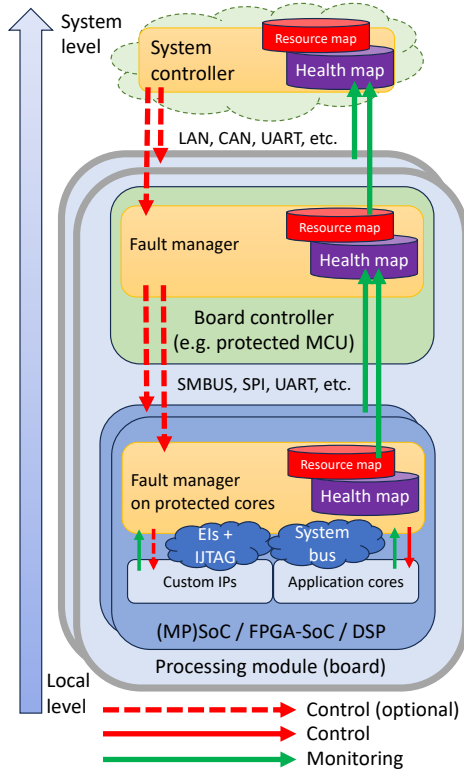 System
level
System
controller
Resource map
Health map
LAN, CAN, UART, etc.
Fault manager
Resource map
Health map
Board controller
(e.g. protected MCU)
SMBUS, SPI, UART, etc.
Fault manager
on protected cores
Resource map
Health map
EIs +
IJTAG
System
bus
Custom IPs
Application cores
(MP)SoC / FPGA-SoC / DSP
Processing module (board)
Local
level
Control (optional)
Control
Monitoring